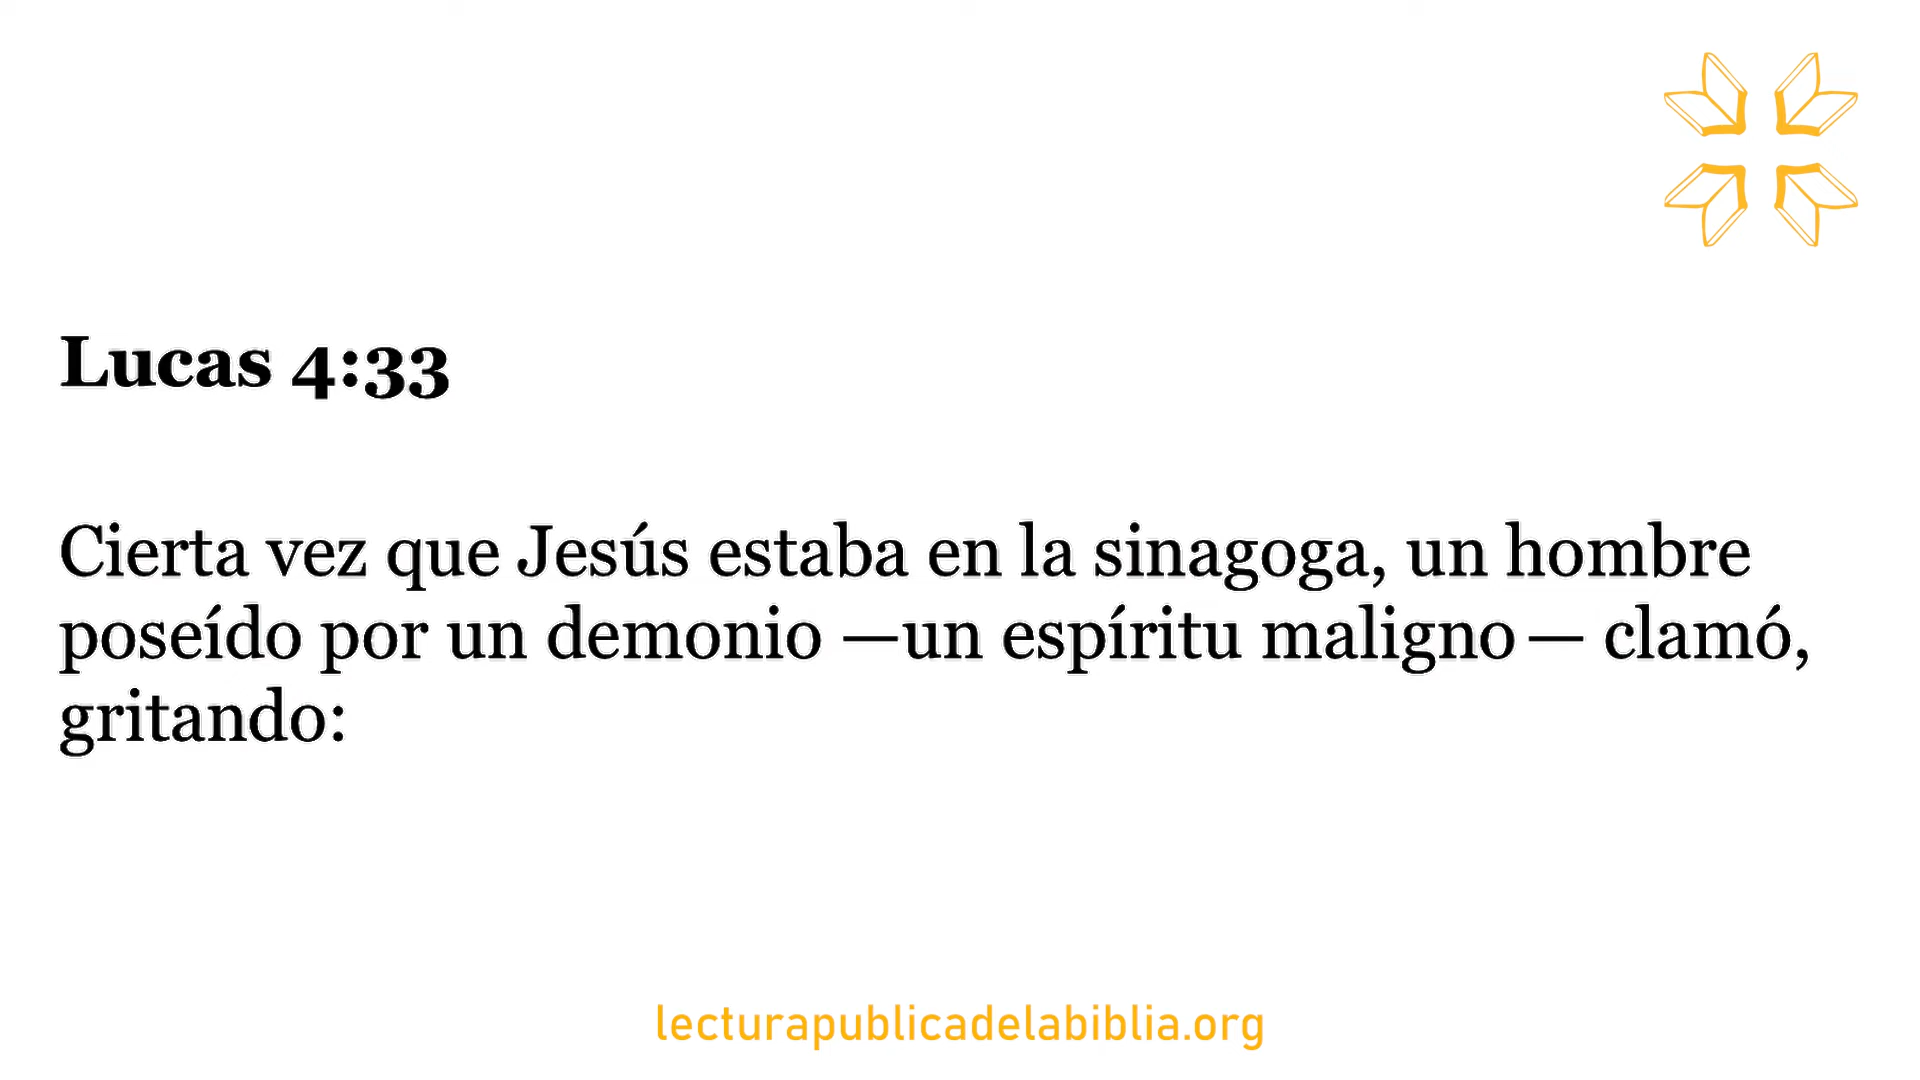 Lucas 4:33
Cierta vez que Jesús estaba en la sinagoga, un hombre
poseído por un demonio —un espíritu maligno— clamó,
gritando:
lecturapublicadelabiblia.org